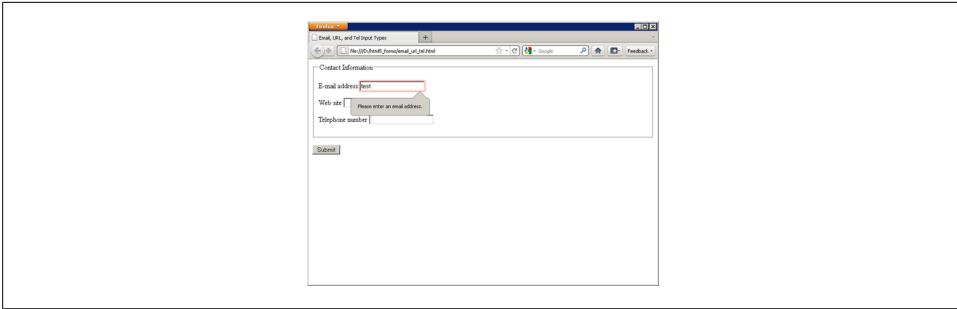 Firefox
Email, URL, and Tel Input Types
file:///D:/html5_forms/email_url_tel.html
Google
Feedback
Contact Information
E-mail address test
Web site
Please enter an email address.
Telephone number
Submit